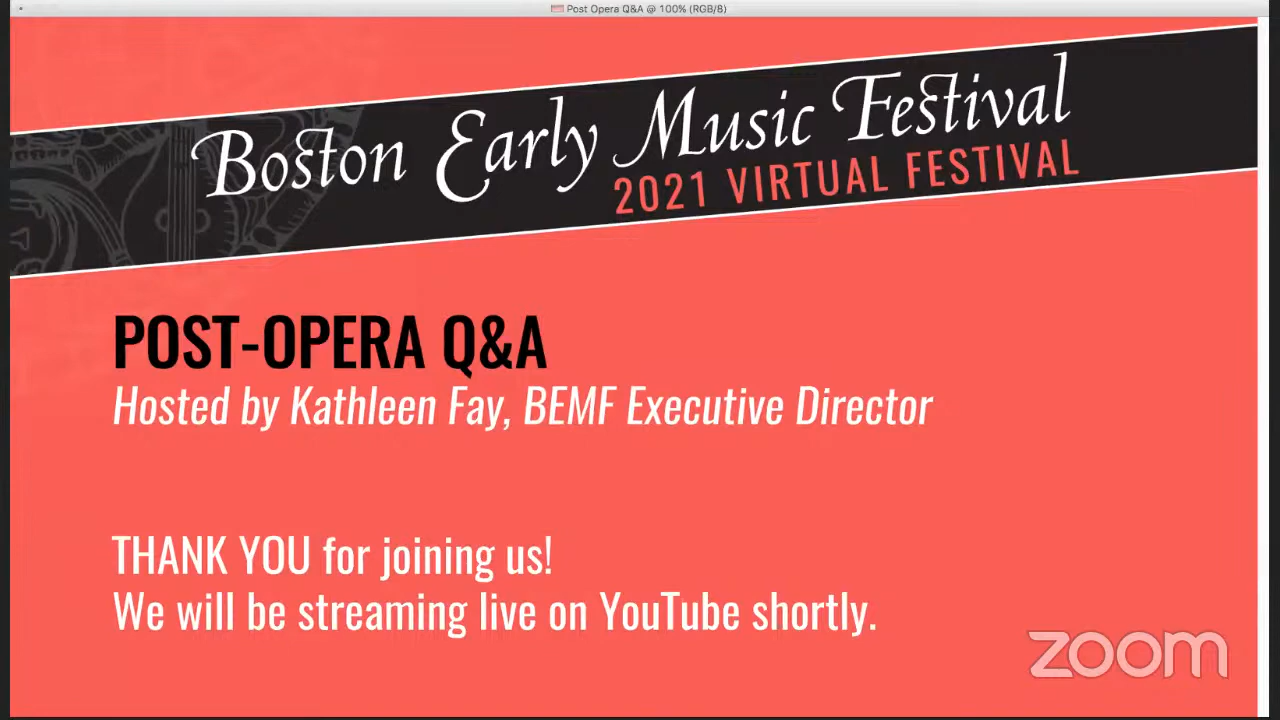 Post Opera Q&A @ 100% (RGB/8)
Boston Early Music Festival
2021 VIRTUAL FESTIVAL
POST-OPERA Q&A
Hosted by Kathleen Fay, BEMF Executive Director
THANK YOU for joining us!
We will be streaming live on YouTube shortly.
zoom